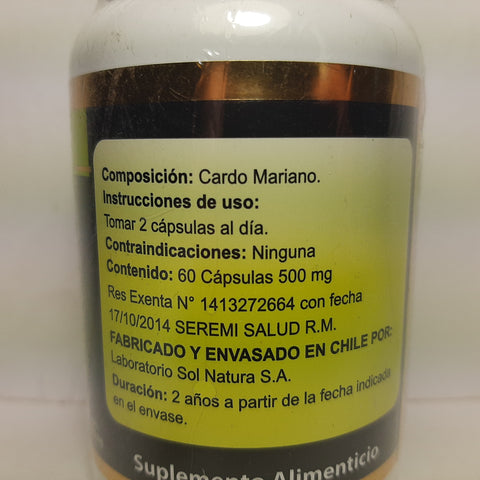 Composición: Cardo Mariano.
Instrucciones de uso:
Tomar 2 cápsulas al día.
Contraindicaciones: Ninguna
Contenido: 60 Cápsulas 500 mg
Res Exenta N° 1413272664 con fecha
17/10/2014 SEREMI SALUD R.M.
FABRICADO Y ENVASADO EN CHILE POR:
Laboratorio Sol Natura S.A.
Duración: 2 años a partir de la fecha indicada
en el envase.
Suplemento Alimenticio